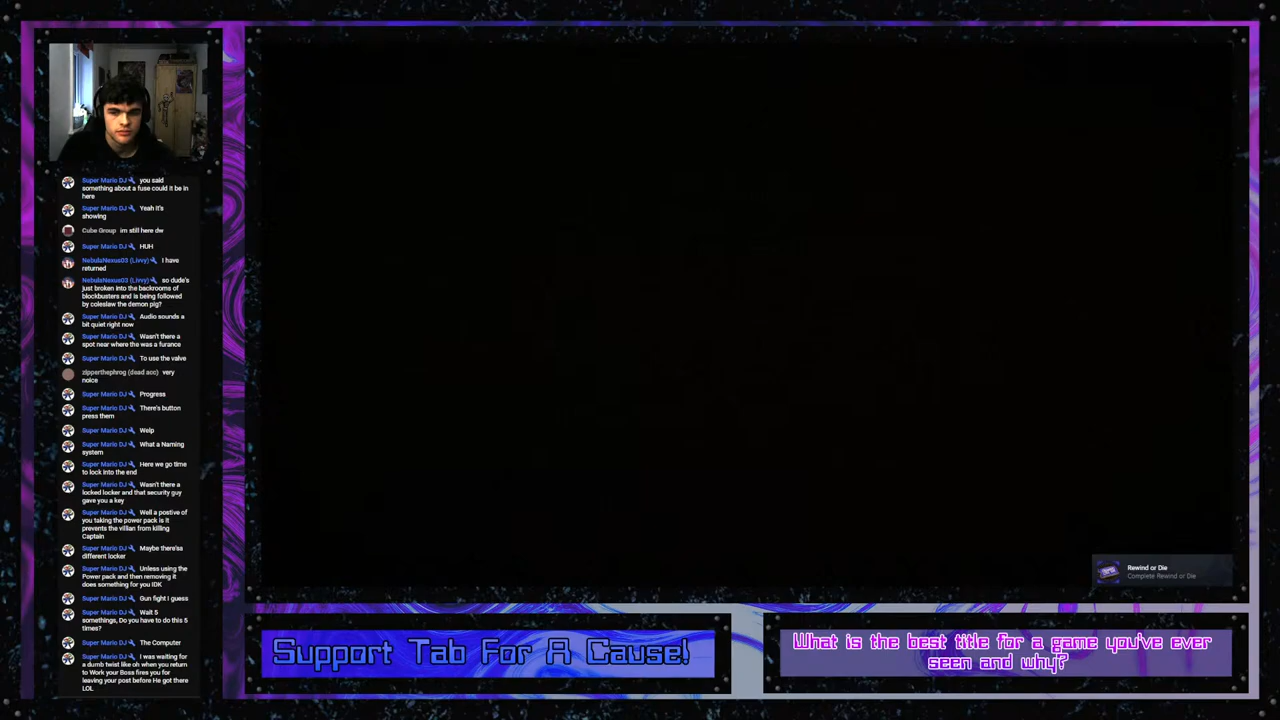 Super Mario DJ you said
something about a fuse could it be in
here
Super Mario DJ Yeah it's
showing
Cube Group im still here dw
Super Mario DJ HUH
NebulaNexus03 (Livvy) I have
returned
NebulaNexus03 (Livvy) so dude's
just broken into the backrooms of
blockbusters and is being followed
by coleslaw the demon pig?
Super Mario DJ Audio sounds a
bit quiet right now
Super Mario DJ Wasn't there a
spot near where the was a furance
Super Mario DJ To use the valve
zipperthephrog (dead acc) very
noice
Super Mario DJ Progress
Super Mario DJ There's button
press them
Super Mario DJ Welp
Super Mario DJ What a Naming
system
Super Mario DJ Here we go time
to lock into the end
Super Mario DJ Wasn't there a
locked locker and that security guy
gave you a key
Super Mario DJ Well a postive of
you taking the power pack is it
prevents the villian from killing
Captain
Super Mario DJ Maybe there'sa
different locker
Super Mario DJ Unless using the
Power pack and then removing it
does something for you IDK
Super Mario DJ Gun fight I guess
Super Mario DJ Wait 5
somethings, Do you have to do this 5
times?
Super Mario DJ The Computer
Super Mario DJ I was waiting for
a dumb twist like oh when you return
to Work your Boss fires you for
leaving your post before He got there
LOL
Rewind or Die
Complete Rewind or Die
Support Tab For A Cause!
What is the best title for a game you've ever
seen and why?